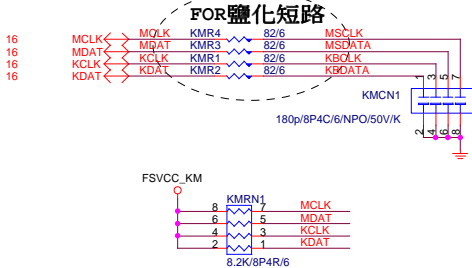 FOR鹽化短路
16 MCLK MCLK KMR4 82/6 MSCLK
16 MDAT MDAT KMR3 82/6 MSDATA
16 KCLK KCLK KMR1 82/6 KBCLK
16 KDAT KDAT KMR2 82/6 KBDATA
1 3 5 7
KMCN1
180p/8P4C/6/NPO/50V/K
2 4 6 8
FSVCC_KM
KMRN1
8 7 MCLK
6 5 MDAT
4 3 KCLK
2 1 KDAT
8.2K/8P4R/6